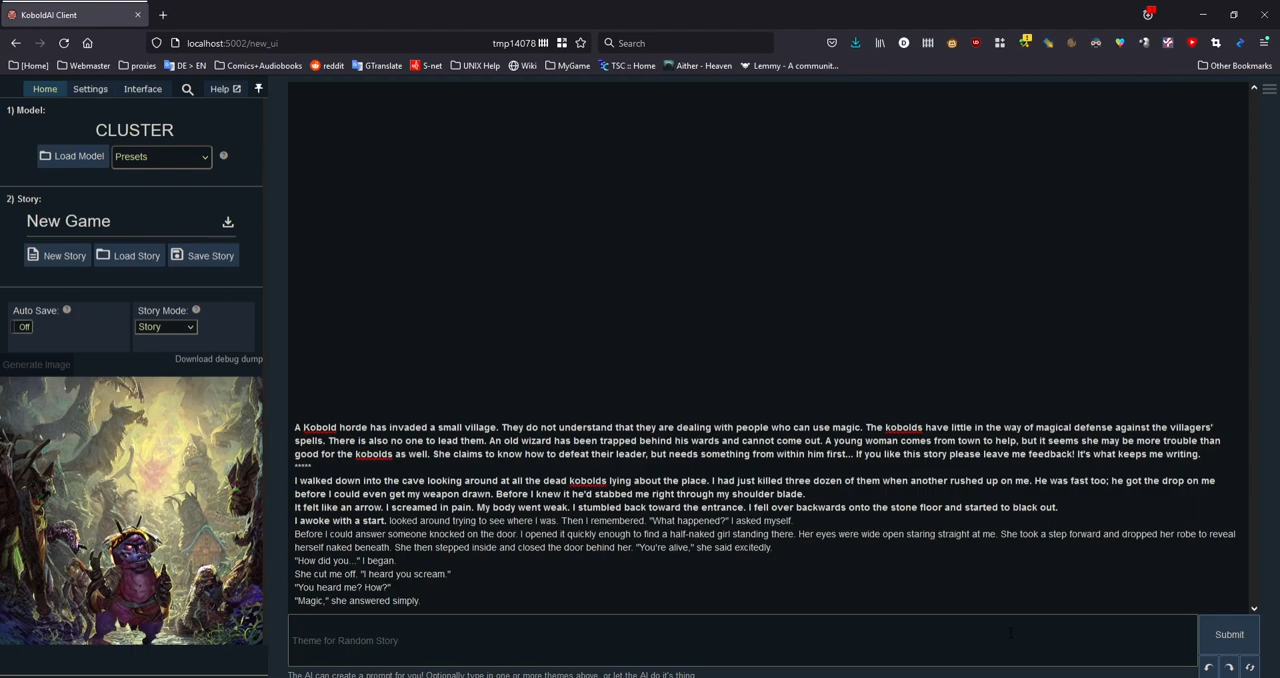 KoboldAI Client
localhost:5002/new_ui
tmp14078
Search
[Home] Webmaster proxies DE > EN Comics+Audiobooks reddit GTranslate S-net UNIX Help Wiki MyGame TSC :: Home Aither - Heaven Lemmy - A communit... Other Bookmarks
Home Settings Interface Help
1) Model:
CLUSTER
Load Model Presets
2) Story:
New Game
New Story Load Story Save Story
Auto Save: Story Mode:
Off Story
Download debug dump
Generate Image
A Kobold horde has invaded a small village. They do not understand that they are dealing with people who can use magic. The kobolds have little in the way of magical defense against the villagers'
spells. There is also no one to lead them. An old wizard has been trapped behind his wards and cannot come out. A young woman comes from town to help, but it seems she may be more trouble than
good for the kobolds as well. She claims to know how to defeat their leader, but needs something from within him first... If you like this story please leave me feedback! It's what keeps me writing.
*****
I walked down into the cave looking around at all the dead kobolds lying about the place. I had just killed three dozen of them when another rushed up on me. He was fast too; he got the drop on me
before I could even get my weapon drawn. Before I knew it he'd stabbed me right through my shoulder blade.
It felt like an arrow. I screamed in pain. My body went weak. I stumbled back toward the entrance. I fell over backwards onto the stone floor and started to black out.
I awoke with a start. looked around trying to see where I was. Then I remembered. "What happened?" I asked myself.
Before I could answer someone knocked on the door. I opened it quickly enough to find a half-naked girl standing there. Her eyes were wide open staring straight at me. She took a step forward and dropped her robe to reveal
herself naked beneath. She then stepped inside and closed the door behind her. "You're alive," she said excitedly.
"How did you..." I began.
She cut me off. "I heard you scream."
"You heard me? How?"
"Magic," she answered simply.
Theme for Random Story
Submit
The AI can create a prompt for you! Optionally type in one or more themes above, or let the AI do it's thing.